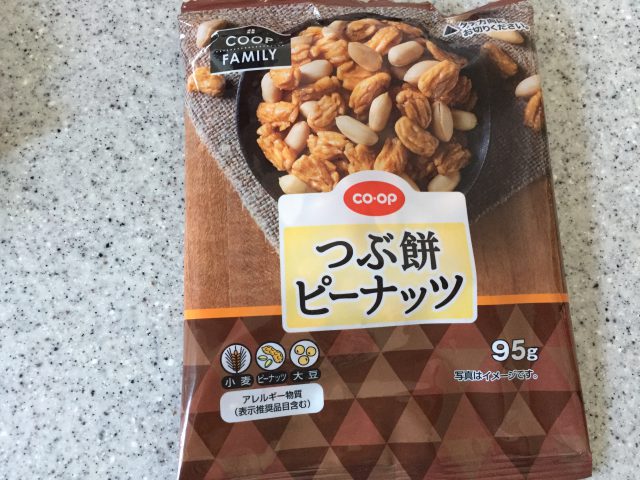 COOP
FAMILY
▲タテ方向に
お切りください。
CO・OP
つぶ餅
ピーナッツ
95g
写真はイメージです。
小麦 ピーナッツ 大豆
アレルギー物質
(表示推奨品目含む)